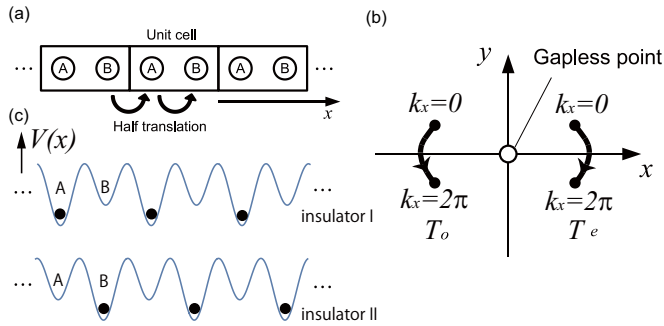 (a)
Unit cell
... A B A B A B ...
Half translation
x
(b)
y
Gapless point
kx=0 kx=0
x
kx=2π kx=2π
To Te
(c)
V(x)
... A B ...
insulator I
... A B ...
insulator II